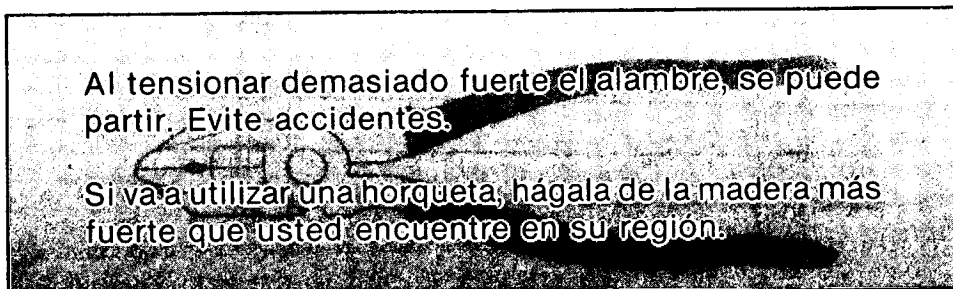 Al tensionar demasiado fuerte el alambre, se puede
partir. Evite accidentes.
Si va a utilizar una horqueta, hágala de la madera más
fuerte que usted encuentre en su región.